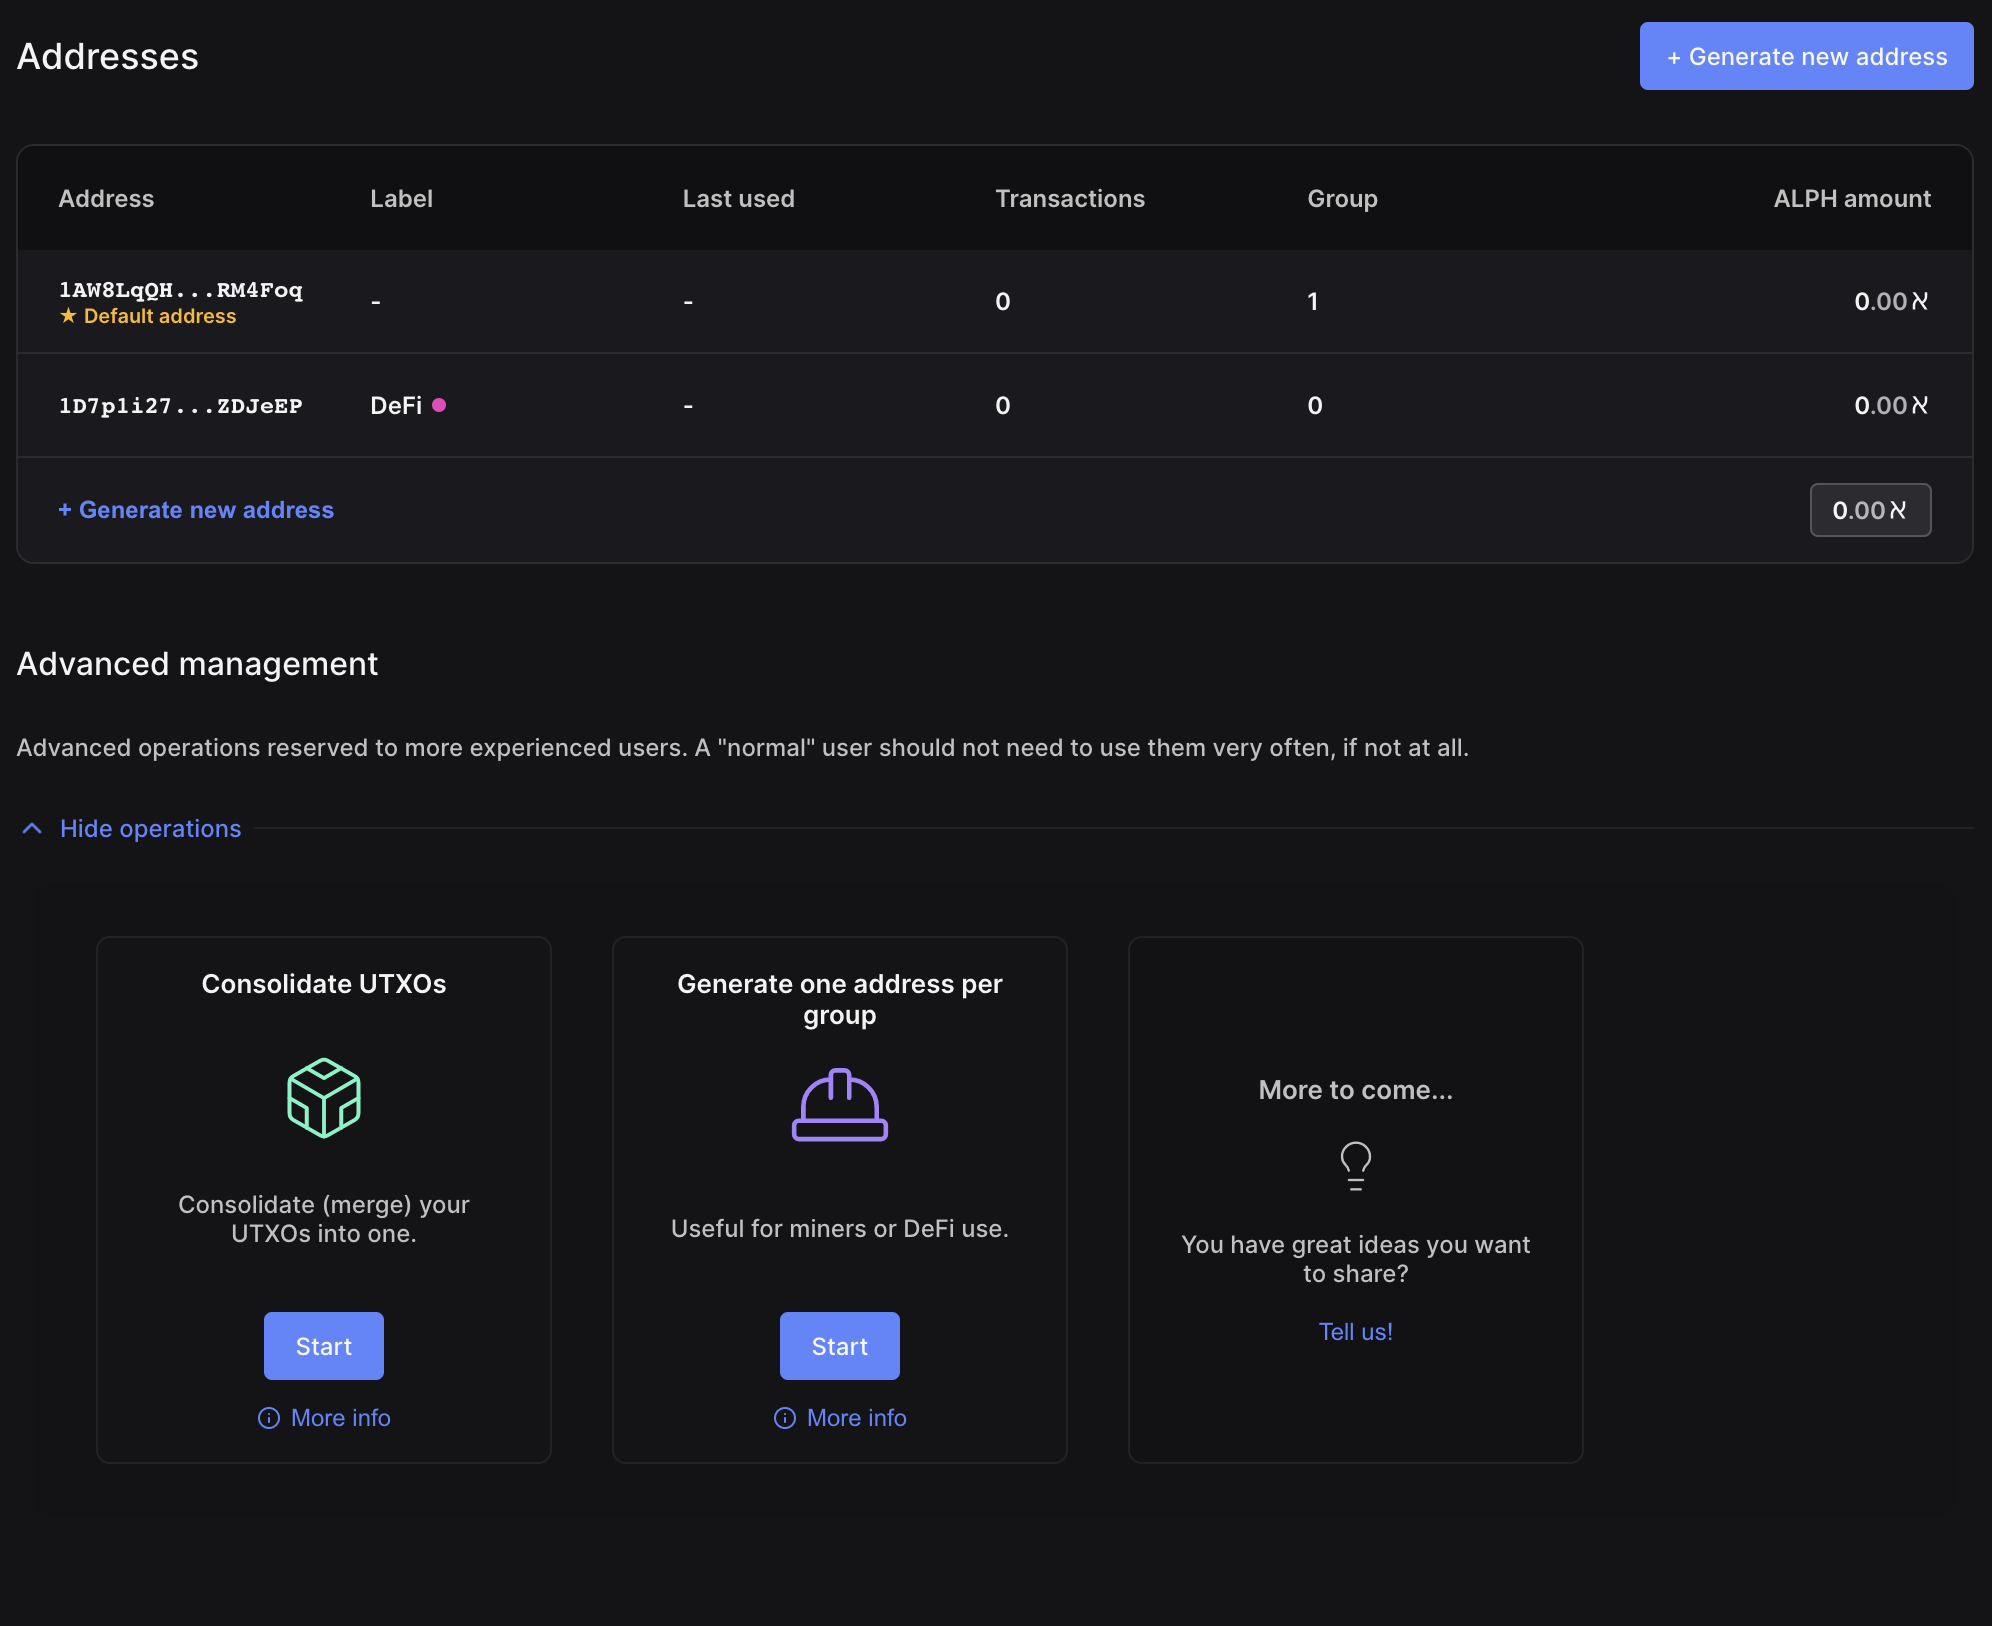 Addresses
+ Generate new address
Address Label Last used Transactions Group ALPH amount
1AW8LqQH...RM4Foq - - 0 1 0.00ℵ
★ Default address
1D7p1i27...ZDJeEP DeFi - 0 0 0.00ℵ
+ Generate new address 0.00ℵ
Advanced management
Advanced operations reserved to more experienced users. A "normal" user should not need to use them very often, if not at all.
Hide operations
Consolidate UTXOs
Consolidate (merge) your
UTXOs into one.
Start
More info
Generate one address per
group
Useful for miners or DeFi use.
Start
More info
More to come...
You have great ideas you want
to share?
Tell us!